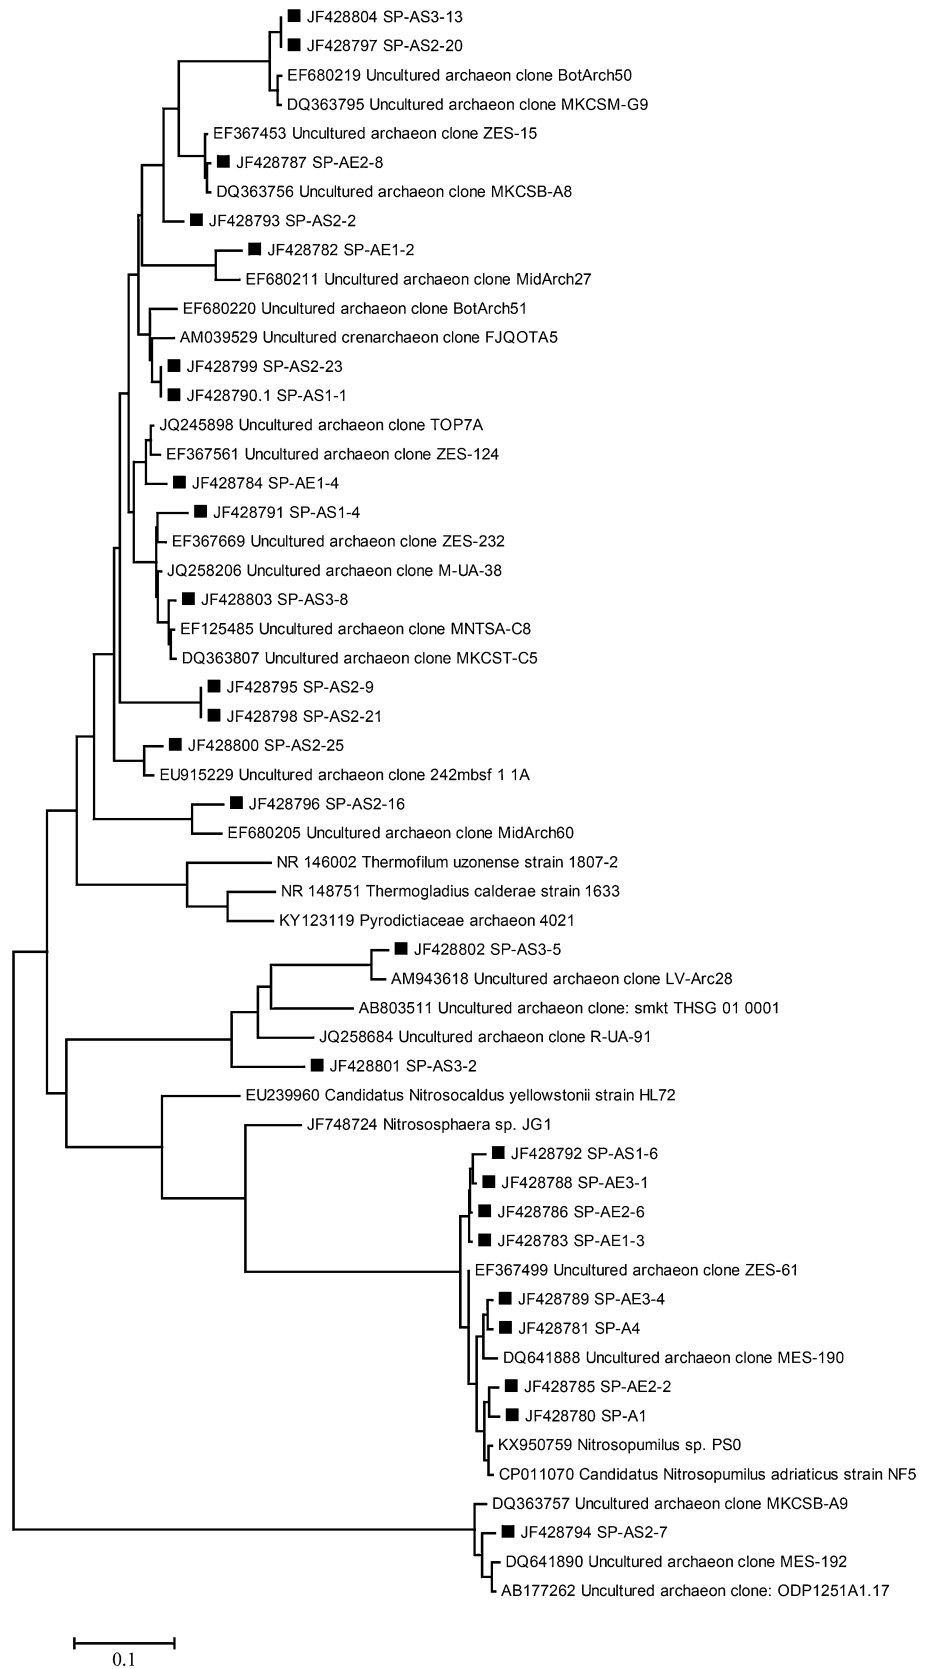 JF428804 SP-AS3-13
JF428797 SP-AS2-20
EF680219 Uncultured archaeon clone BotArch50
DQ363795 Uncultured archaeon clone MKCSM-G9
EF367453 Uncultured archaeon clone ZES-15
JF428787 SP-AE2-8
DQ363756 Uncultured archaeon clone MKCSB-A8
JF428793 SP-AS2-2
JF428782 SP-AE1-2
EF680211 Uncultured archaeon clone MidArch27
EF680220 Uncultured archaeon clone BotArch51
AM039529 Uncultured crenarchaeon clone FJQOTA5
JF428799 SP-AS2-23
JF428790.1 SP-AS1-1
JQ245898 Uncultured archaeon clone TOP7A
EF367561 Uncultured archaeon clone ZES-124
JF428784 SP-AE1-4
JF428791 SP-AS1-4
EF367669 Uncultured archaeon clone ZES-232
JQ258206 Uncultured archaeon clone M-UA-38
JF428803 SP-AS3-8
EF125485 Uncultured archaeon clone MNTSA-C8
DQ363807 Uncultured archaeon clone MKCST-C5
JF428795 SP-AS2-9
JF428798 SP-AS2-21
JF428800 SP-AS2-25
EU915229 Uncultured archaeon clone 242mbsf 1 1A
JF428796 SP-AS2-16
EF680205 Uncultured archaeon clone MidArch60
NR 146002 Thermofilum uzonense strain 1807-2
NR 148751 Thermogladius calderae strain 1633
KY123119 Pyrodictiaceae archaeon 4021
JF428802 SP-AS3-5
AM943618 Uncultured archaeon clone LV-Arc28
AB803511 Uncultured archaeon clone: smkt THSG 01 0001
JQ258684 Uncultured archaeon clone R-UA-91
JF428801 SP-AS3-2
EU239960 Candidatus Nitrosocaldus yellowstonii strain HL72
JF748724 Nitrososphaera sp. JG1
JF428792 SP-AS1-6
JF428788 SP-AE3-1
JF428786 SP-AE2-6
JF428783 SP-AE1-3
EF367499 Uncultured archaeon clone ZES-61
JF428789 SP-AE3-4
JF428781 SP-A4
DQ641888 Uncultured archaeon clone MES-190
JF428785 SP-AE2-2
JF428780 SP-A1
KX950759 Nitrosopumilus sp. PS0
CP011070 Candidatus Nitrosopumilus adriaticus strain NF5
DQ363757 Uncultured archaeon clone MKCSB-A9
JF428794 SP-AS2-7
DQ641890 Uncultured archaeon clone MES-192
AB177262 Uncultured archaeon clone: ODP1251A1.17
0.1